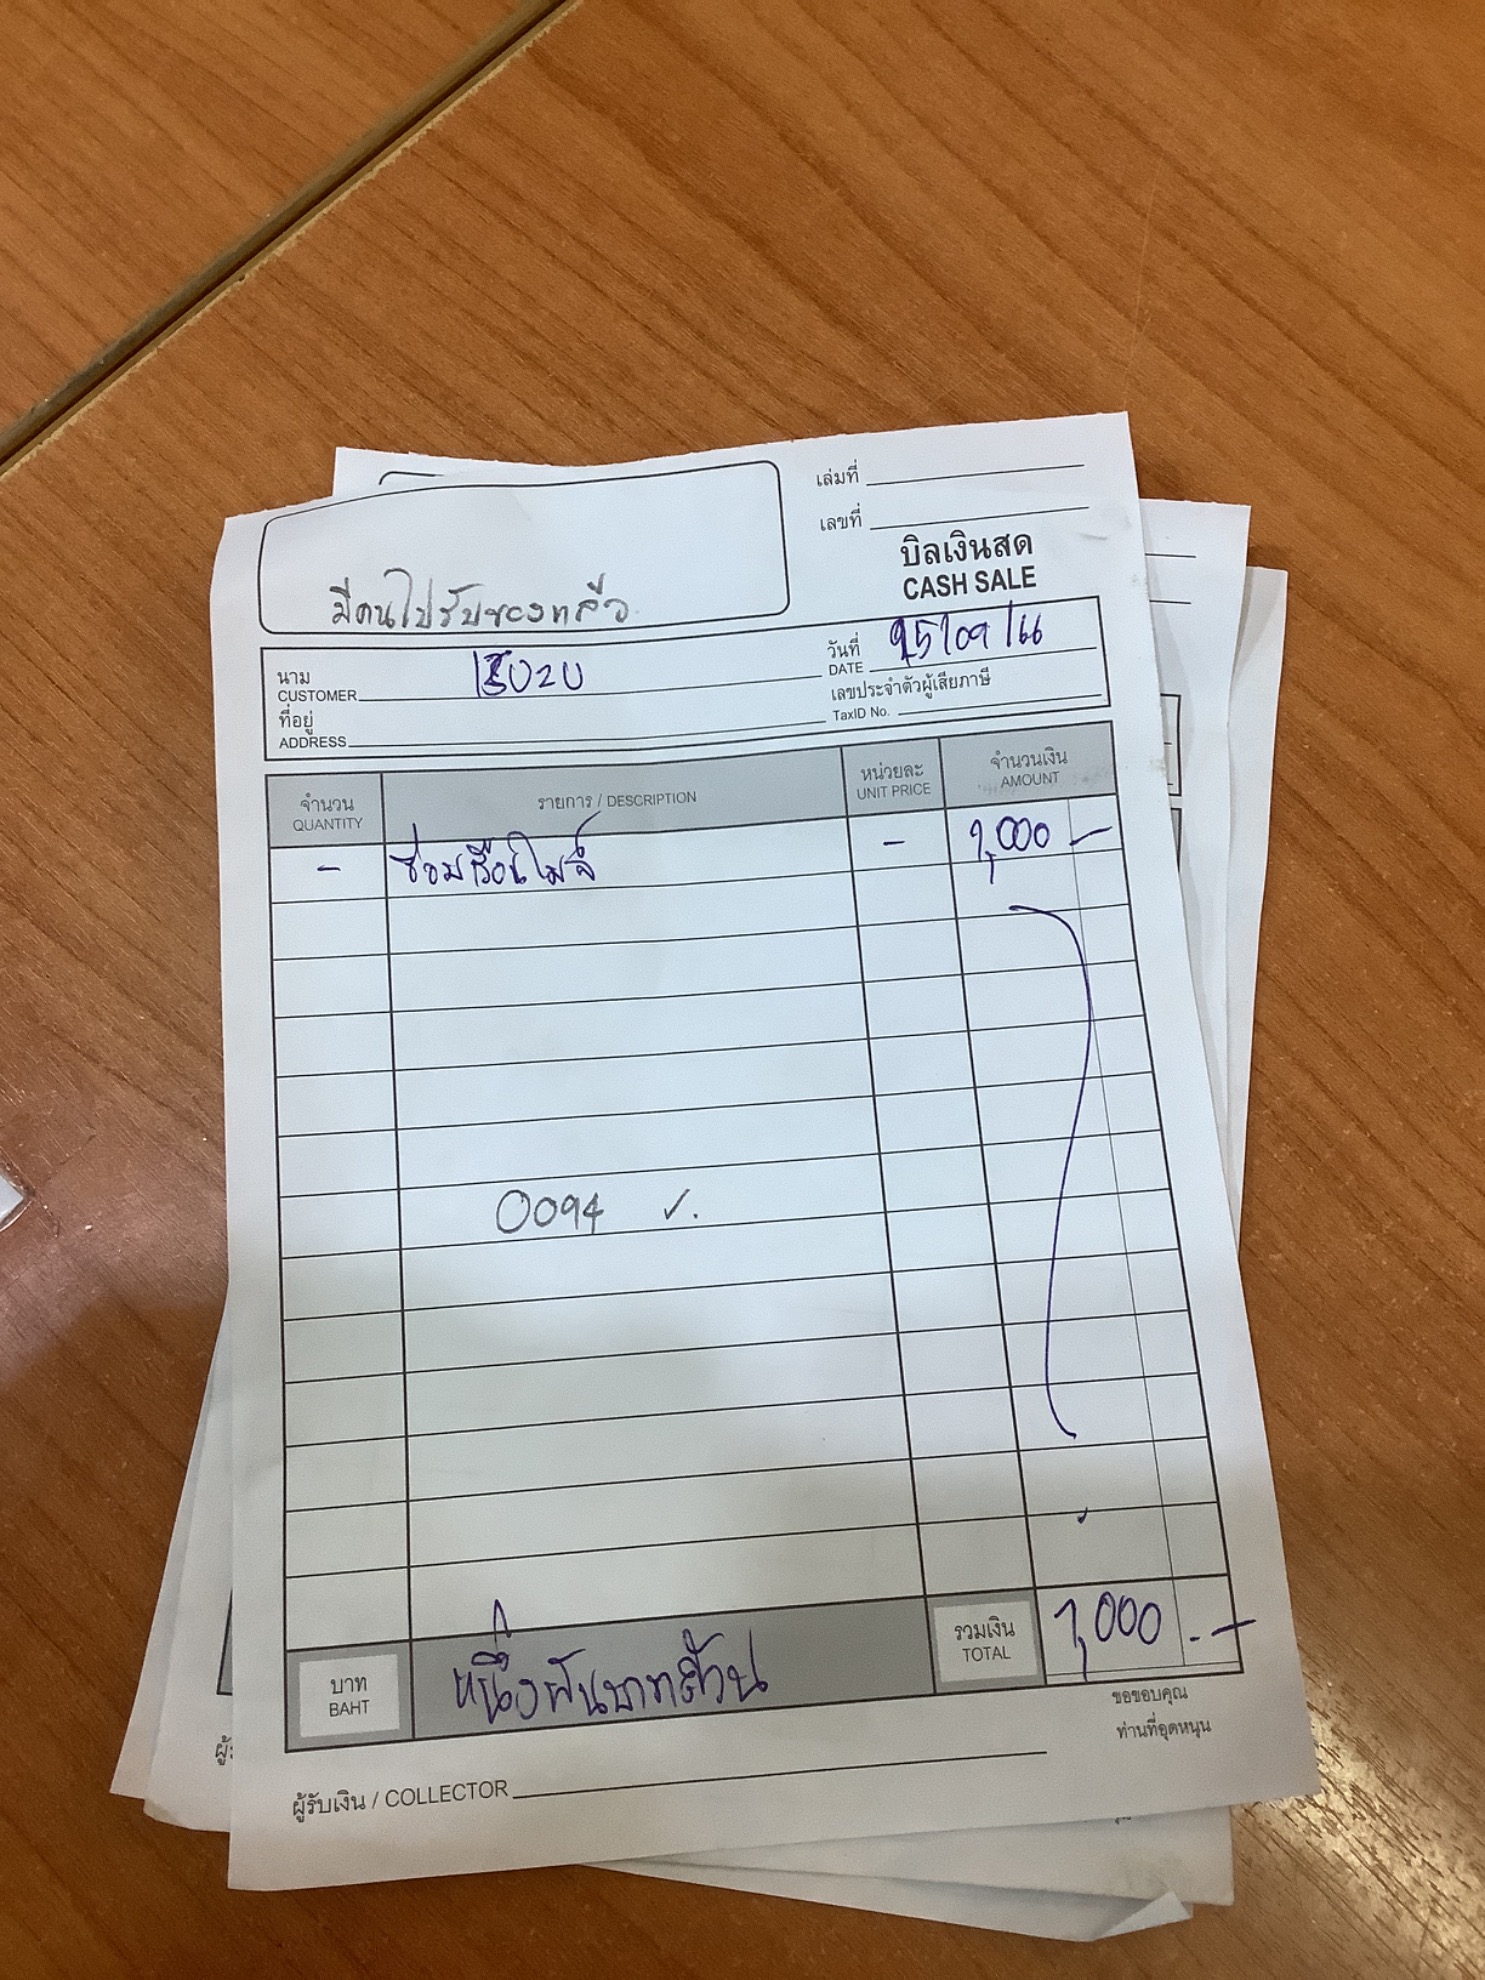 เล่มที่
เลขที่
บิลเงินสด
CASH SALE
มีคนไปรับของแล้ว
นาม
CUSTOMER
วันที่ 15/09/66
DATE
ที่อยู่
ADDRESS
เลขประจำตัวผู้เสียภาษี
TaxID No.
จำนวน รายการ / DESCRIPTION หน่วยละ จำนวนเงิน
QUANTITY UNIT PRICE AMOUNT
- ซ่อมเรือนไมล์ - 1,000 -
0094 ✓.
บาท หนึ่งพันบาทถ้วน รวมเงิน 1,000.-
BAHT TOTAL
ขอขอบคุณ
ท่านที่อุดหนุน
ผู้รับเงิน / COLLECTOR